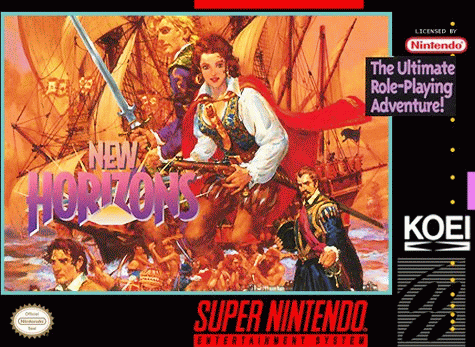 LICENSED BY
Nintendo
The Ultimate
Role-Playing
Adventure!
NEW
HORIZONS
KOEI
Official
Nintendo
Seal
SUPER NINTENDO
ENTERTAINMENT SYSTEM